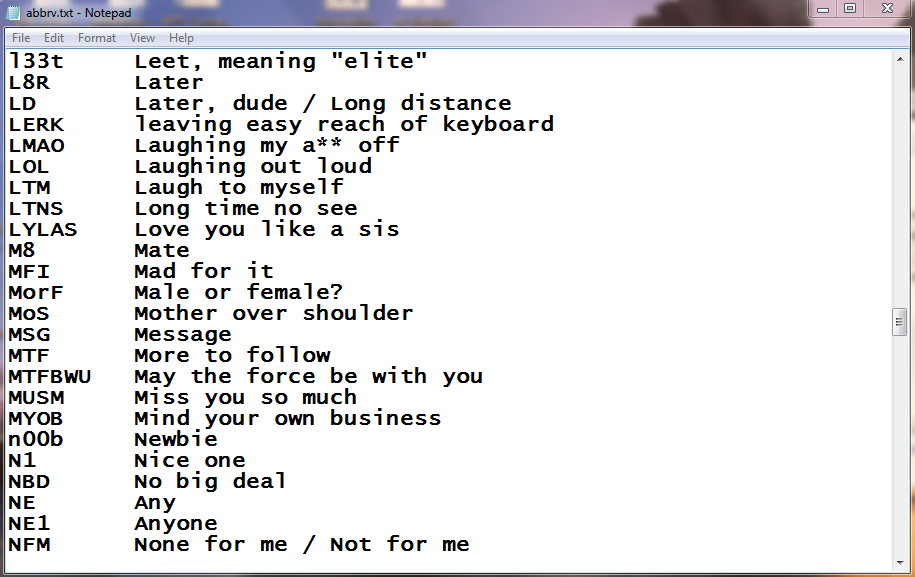 abbrv.txt - Notepad
File Edit Format View Help
l33t Leet, meaning "elite"
L8R Later
LD Later, dude / Long distance
LERK leaving easy reach of keyboard
LMAO Laughing my a** off
LOL Laughing out loud
LTM Laugh to myself
LTNS Long time no see
LYLAS Love you like a sis
M8 Mate
MFI Mad for it
MorF Male or female?
MoS Mother over shoulder
MSG Message
MTF More to follow
MTFBWU May the force be with you
MUSM Miss you so much
MYOB Mind your own business
n00b Newbie
N1 Nice one
NBD No big deal
NE Any
NE1 Anyone
NFM None for me / Not for me